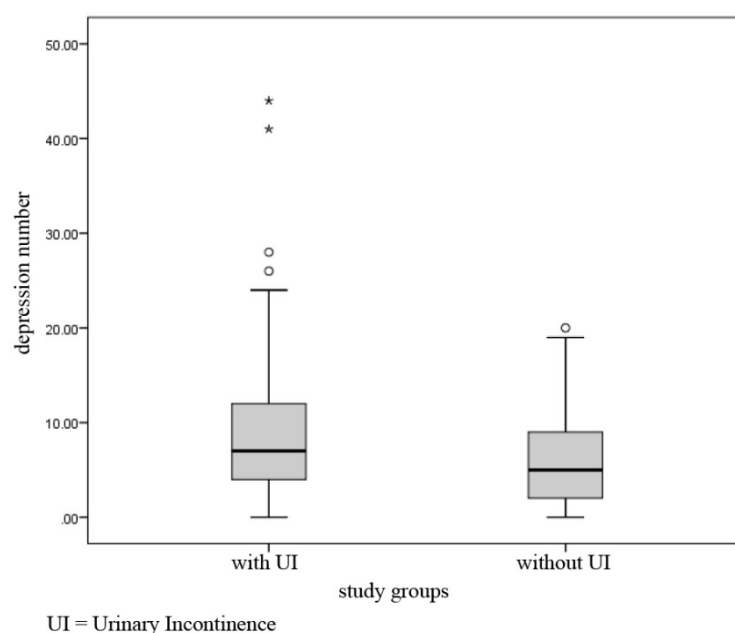 50.00
40.00
30.00
20.00
10.00
.00
depression number
with UI
without UI
study groups
UI = Urinary Incontinence